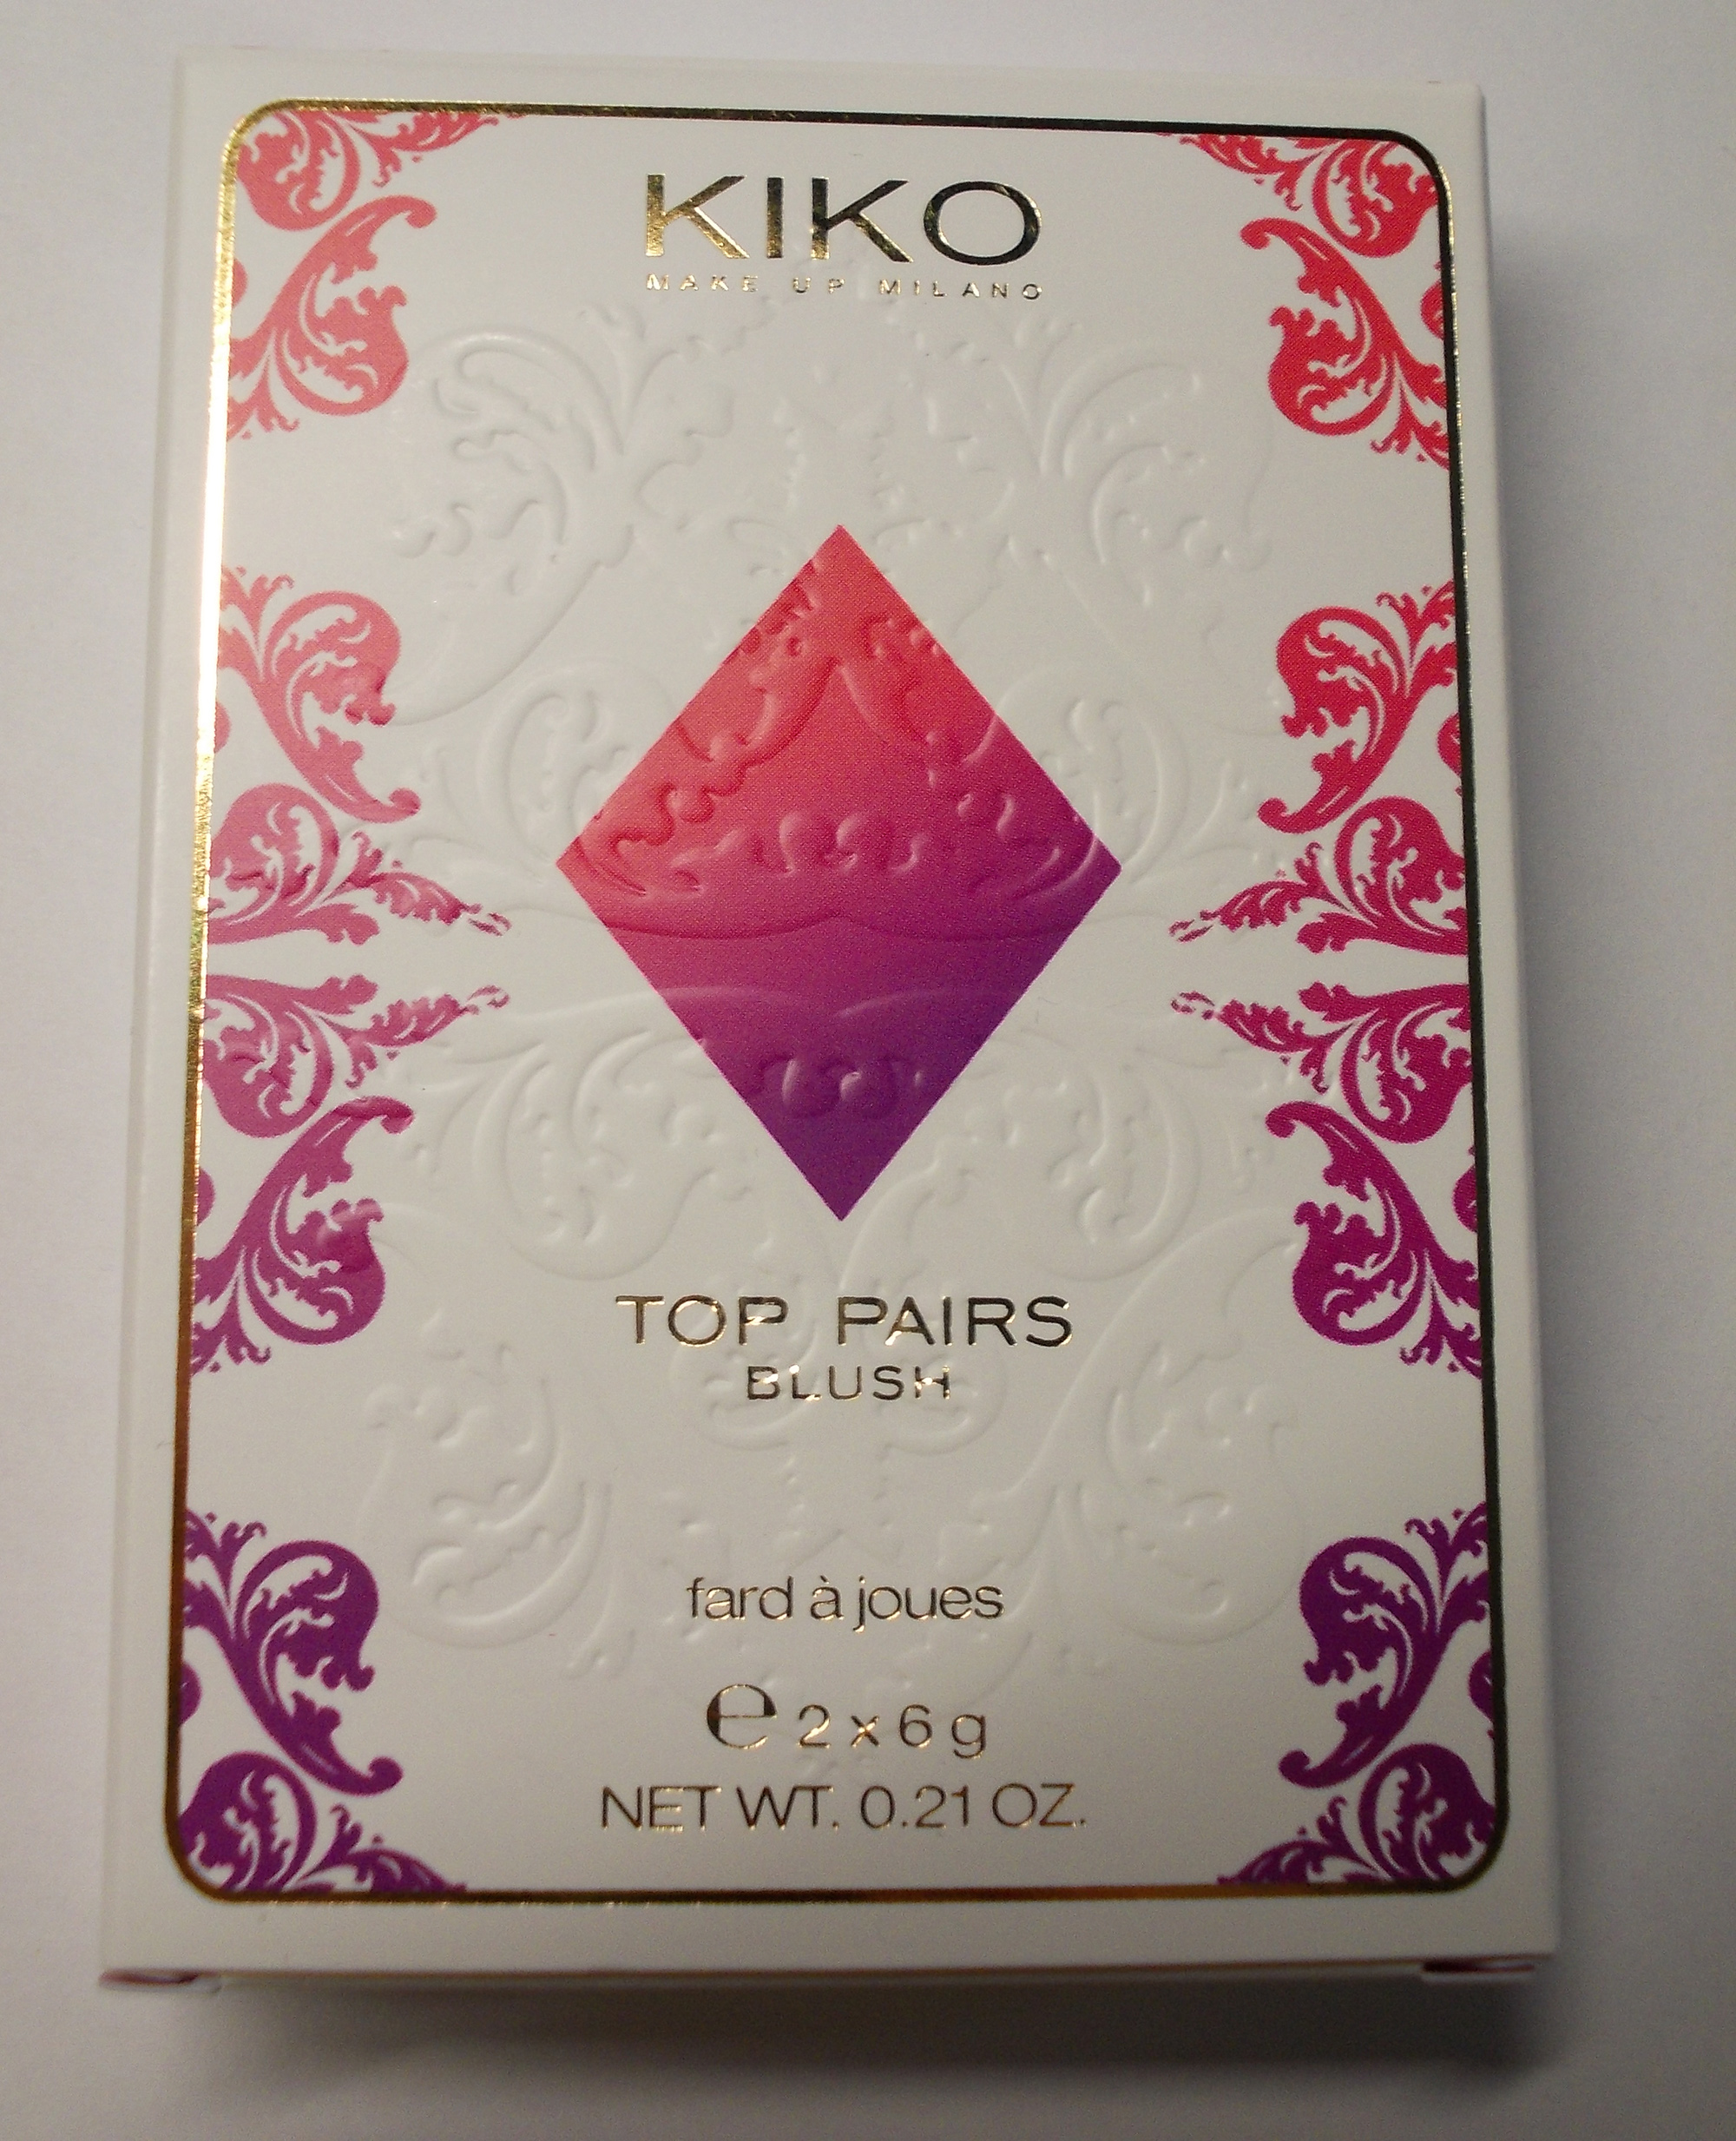 KIKO
MAKE UP MILANO
TOP PAIRS
BLUSH
fard à joues
℮ 2 x 6 g
NET WT. 0.21 OZ.